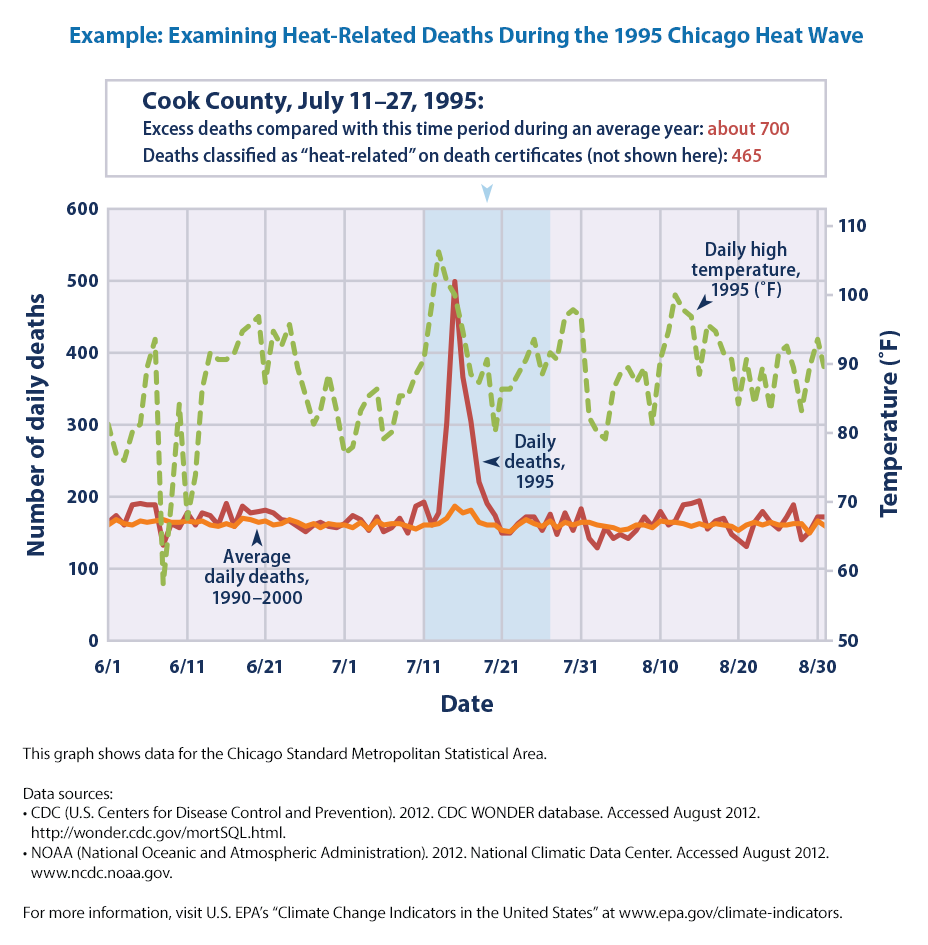 Example: Examining Heat-Related Deaths During the 1995 Chicago Heat Wave
Cook County, July 11–27, 1995:
Excess deaths compared with this time period during an average year: about 700
Deaths classified as “heat-related” on death certificates (not shown here): 465
Number of daily deaths
600
500
400
300
200
100
0
Daily high
temperature,
1995 (˚F)
Daily
deaths,
1995
Average
daily deaths,
1990–2000
110
100
90
80
70
60
50
Temperature (˚F)
6/1
6/11
6/21
7/1
7/11
7/21
7/31
8/10
8/20
8/30
Date
This graph shows data for the Chicago Standard Metropolitan Statistical Area.
Data sources:
• CDC (U.S. Centers for Disease Control and Prevention). 2012. CDC WONDER database. Accessed August 2012.
http://wonder.cdc.gov/mortSQL.html.
• NOAA (National Oceanic and Atmospheric Administration). 2012. National Climatic Data Center. Accessed August 2012.
www.ncdc.noaa.gov.
For more information, visit U.S. EPA’s “Climate Change Indicators in the United States” at www.epa.gov/climate-indicators.